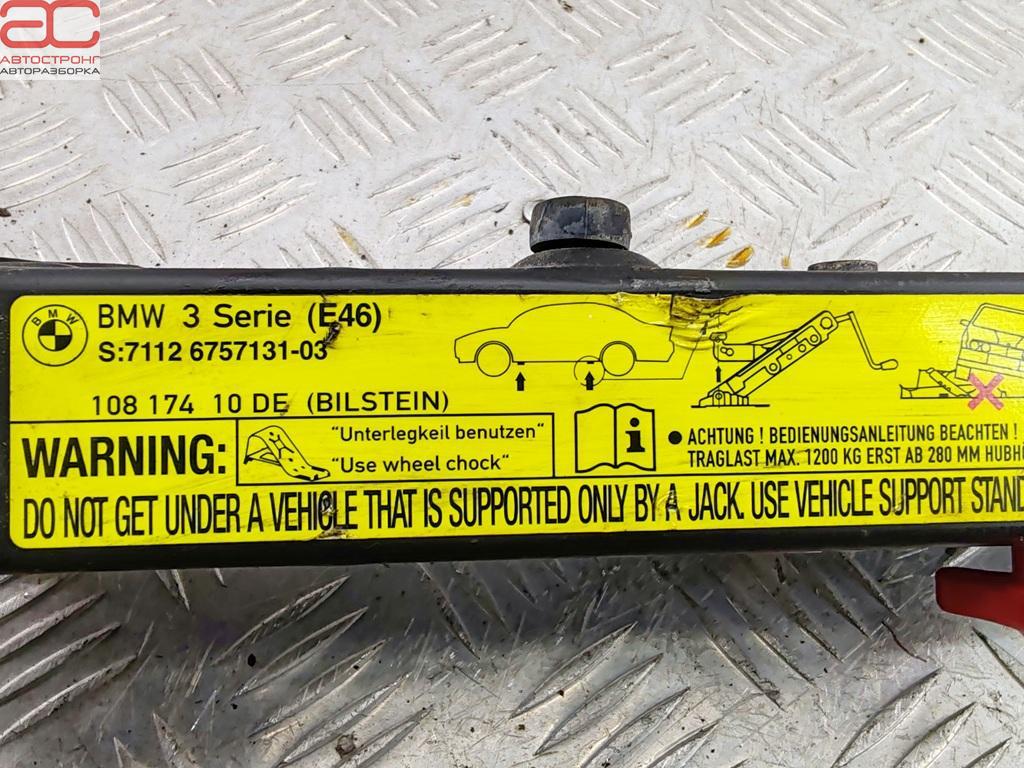 ac
АВТОСТРОНГ
АВТОРАЗБОРКА
BMW
BMW 3 Serie (E46)
S:7112 6757131-03
108 174 10 DE (BILSTEIN)
WARNING:
"Unterlegkeil benutzen"
"Use wheel chock"
i
● ACHTUNG ! BEDIENUNGSANLEITUNG BEACHTEN !
TRAGLAST MAX. 1200 KG ERST AB 280 MM
DO NOT GET UNDER A VEHICLE THAT IS SUPPORTED ONLY BY A JACK. USE VEHICLE SUPPORT STAND